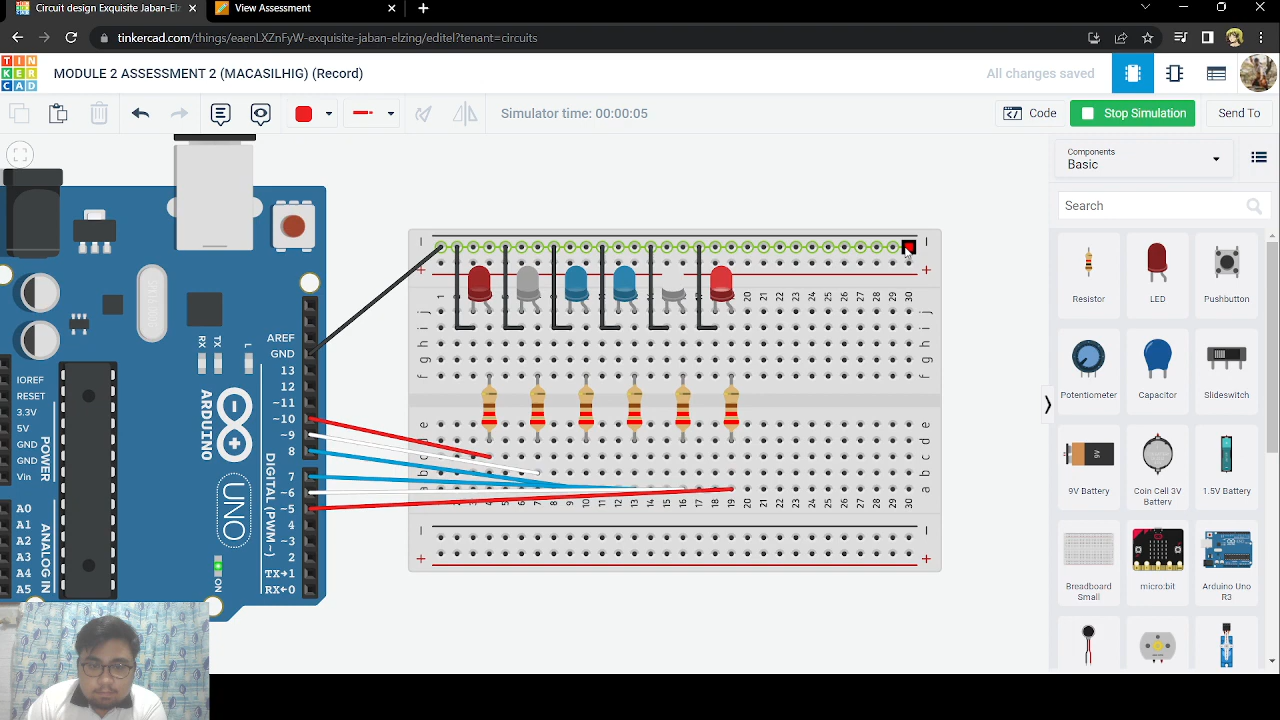 Circuit design Exquisite Jaban-Elz
View Assessment
tinkercad.com/things/eaenLXZnFyW-exquisite-jaban-elzing/editel?tenant=circuits
TIN
KER
CAD
MODULE 2 ASSESSMENT 2 (MACASILHIG) (Record)
All changes saved
Simulator time: 00:00:05
Code
Stop Simulation
Send To
Components
Basic
Search
Resistor
LED
Pushbutton
Potentiometer
Capacitor
Slideswitch
9V Battery
Coin Cell 3V Battery
1.5V Battery
Breadboard Small
micro:bit
Arduino Uno R3
AREF
GND
13
12
~11
~10
~9
8
7
~6
~5
4
~3
2
TX→1
RX←0
DIGITAL (PWM ~)
RX TX L
ARDUINO
UNO
ON
IOREF
RESET
3.3V
5V
GND
GND
Vin
POWER
A0
A1
A2
A3
A4
A5
ANALOG IN
j
i
h
g
f
e
d
c
b
a